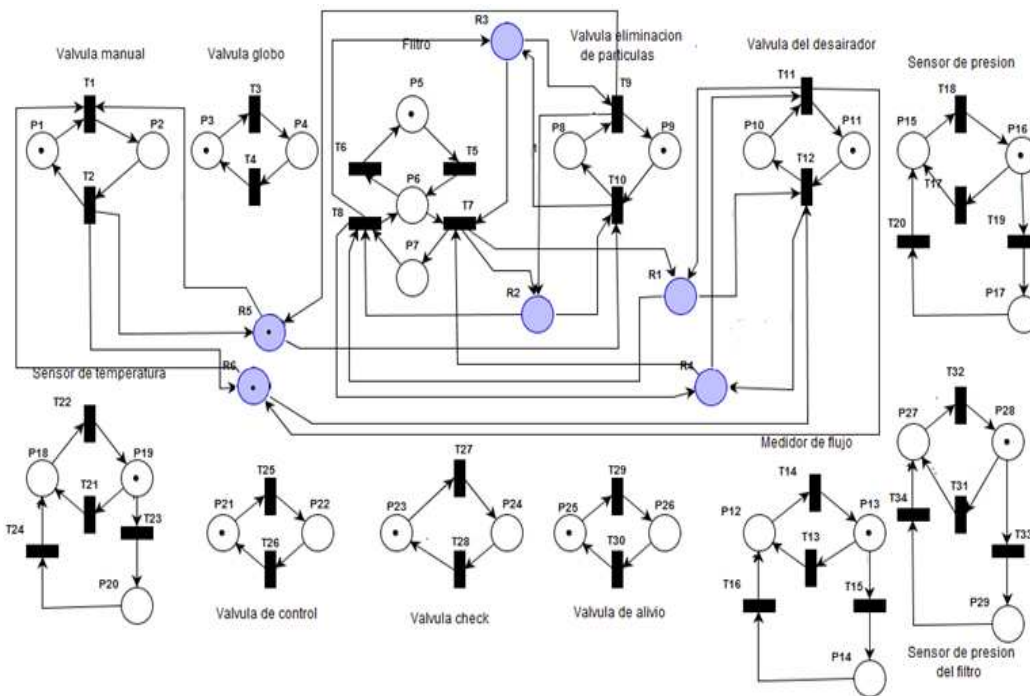 Valvula manual
Valvula globo
Filtro
R3
Valvula eliminacion
de particulas
Valvula del desairador
Sensor de presion
T1
P1
P2
T2
T3
P3
P4
T4
P5
T6
T5
P6
T8
T7
P7
T9
P8
P9
T10
T11
P10
P11
T12
T18
P15
P16
T17
T19
T20
P17
R1
R2
R5
R6
R4
Sensor de temperatura
T22
P18
P19
T21
T23
T24
P20
T25
P21
P22
T26
Valvula de control
T27
P23
P24
T28
Valvula check
T29
P25
P26
T30
Valvula de alivio
Medidor de flujo
T14
P12
P13
T13
T15
T16
P14
T32
P27
P28
T31
T34
T33
P29
Sensor de presion
del filtro